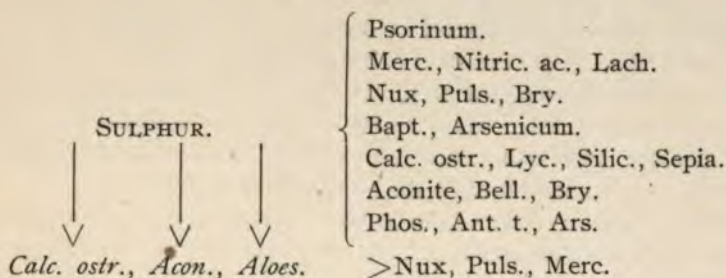 Psorinum.
Merc., Nitric. ac., Lach.
Nux, Puls., Bry.
SULPHUR.
Bapt., Arsenicum.
Calc. ostr., Lyc., Silic., Sepia.
Aconite, Bell., Bry.
Phos., Ant. t., Ars.
Calc. ostr., Acon., Aloes.
>Nux, Puls., Merc.